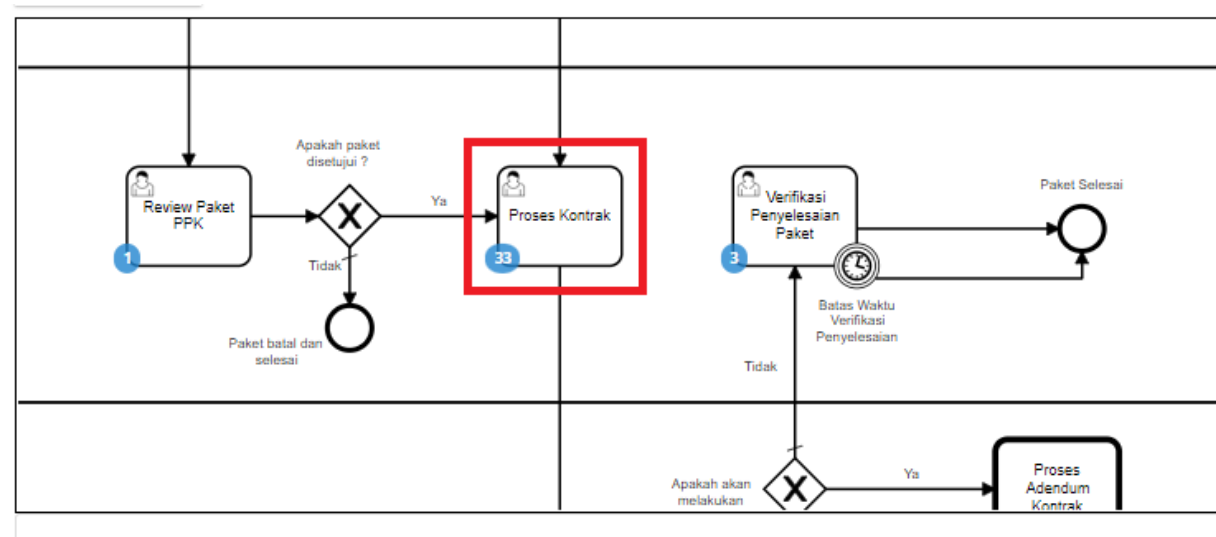 Apakah paket
disetujui ?
Review Paket
PPK
1
Ya
Tidak
Paket batal dan
selesai
Proses Kontrak
33
Verifikasi
Penyelesaian
Paket
3
Batas Waktu
Verifikasi
Penyelesaian
Paket Selesai
Tidak
Apakah akan
melakukan
Ya
Proses
Adendum
Kontrak